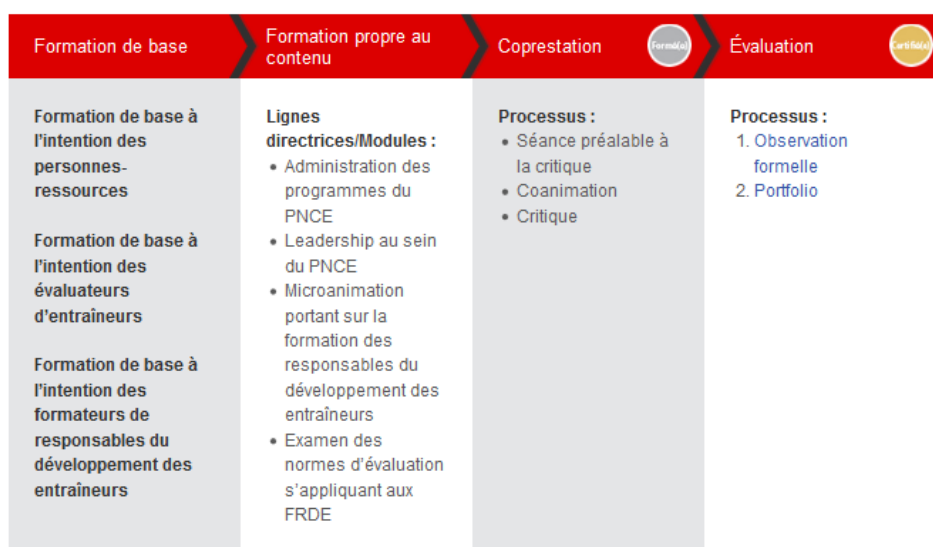 Formation de base
Formation propre au
contenu
Coprestation
Formé(e)
Évaluation
Certifié(e)
Formation de base à
l'intention des
personnes-
ressources
Formation de base à
l'intention des
évaluateurs
d'entraîneurs
Formation de base à
l'intention des
formateurs de
responsables du
développement des
entraîneurs
Lignes
directrices/Modules :
• Administration des
programmes du
PNCE
• Leadership au sein
du PNCE
• Microanimation
portant sur la
formation des
responsables du
développement des
entraîneurs
• Examen des
normes d'évaluation
s'appliquant aux
FRDE
Processus :
• Séance préalable à
la critique
• Coanimation
• Critique
Processus :
1. Observation
formelle
2. Portfolio